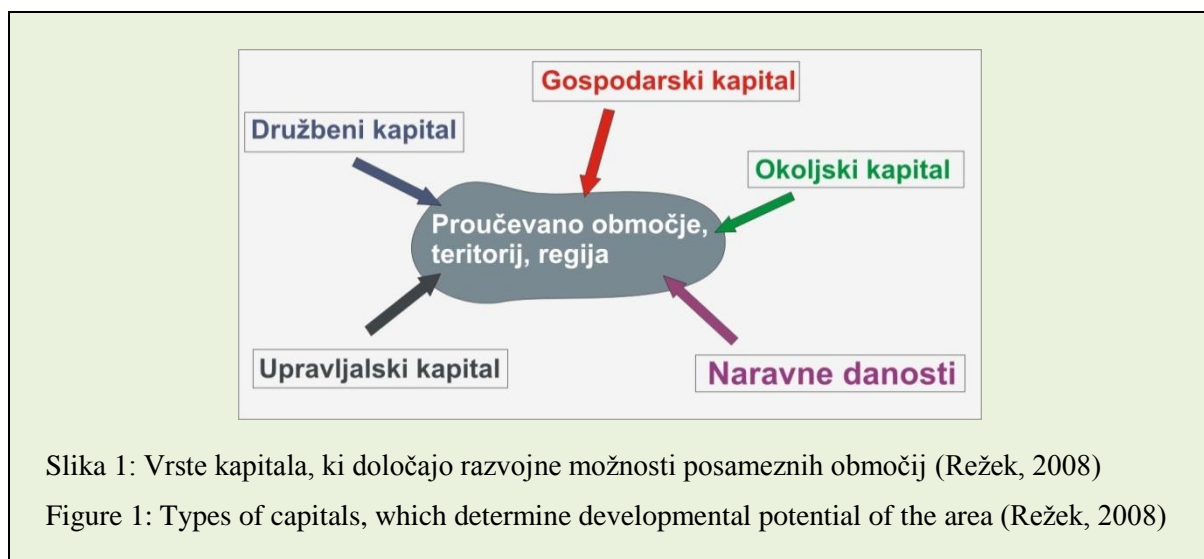 Gospodarski kapital
Družbeni kapital
Okoljski kapital
Proučevano območje,
teritorij, regija
Upravljalski kapital
Naravne danosti
Slika 1: Vrste kapitala, ki določajo razvojne možnosti posameznih območij (Režek, 2008)
Figure 1: Types of capitals, which determine developmental potential of the area (Režek, 2008)